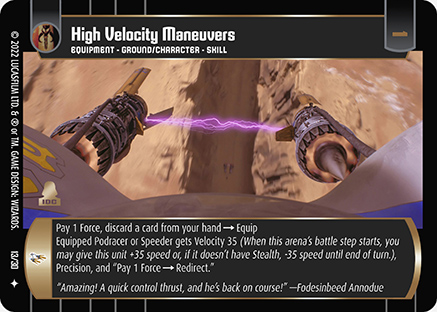 High Velocity Maneuvers
EQUIPMENT - GROUND/CHARACTER - SKILL
IDC
Pay 1 Force, discard a card from your hand → Equip
Equipped Podracer or Speeder gets Velocity 35 (When this arena's battle step starts, you
may give this unit +35 speed or, if it doesn't have Stealth, -35 speed until end of turn.),
Precision, and "Pay 1 Force → Redirect."
"Amazing! A quick control thrust, and he's back on course!" —Fodesinbeed Annodue
© 2022 LUCASFILM LTD. & ® or TM. GAME DESIGN: WIZARDS.
13/30